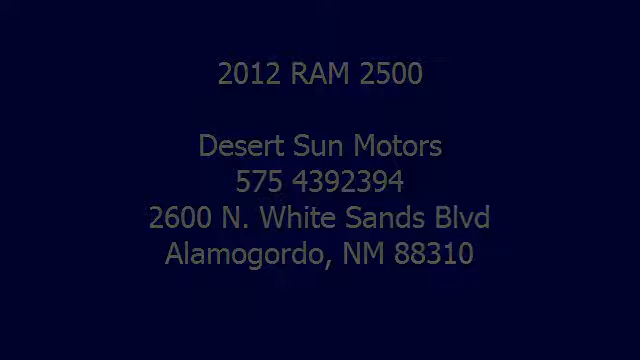 2012 RAM 2500
Desert Sun Motors
575 4392394
2600 N. White Sands Blvd
Alamogordo, NM 88310